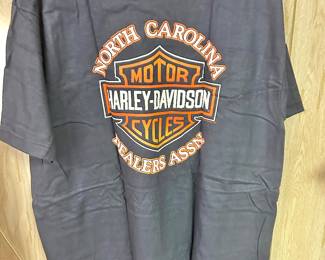 NORTH CAROLINA
MOTOR
HARLEY-DAVIDSON
CYCLES
DEALERS ASSN